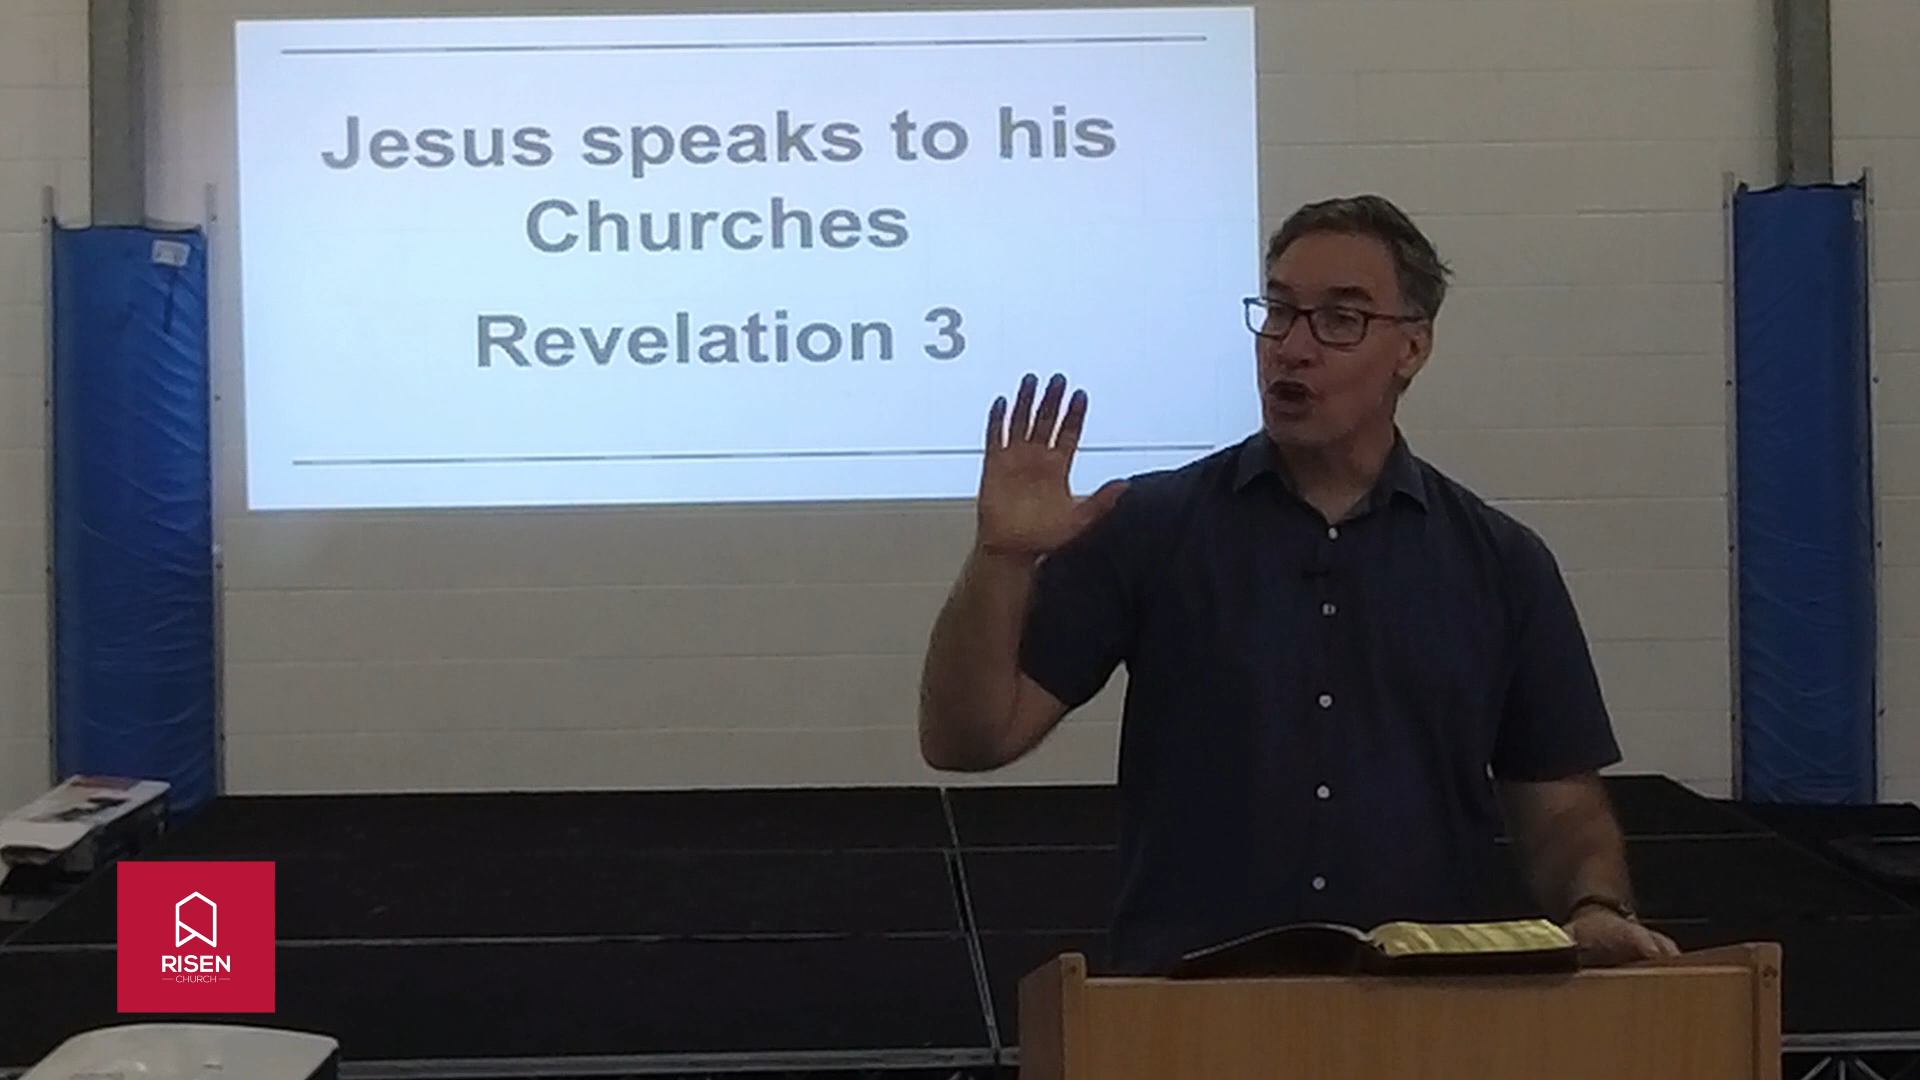 Jesus speaks to his
Churches
Revelation 3
RISEN
CHURCH